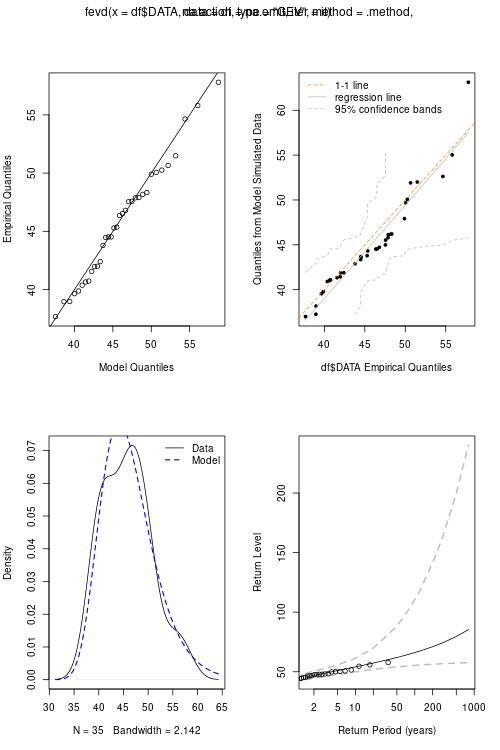 fevd(x = df$DATA, data = df, type = "GEV", method = .method,
Empirical Quantiles
40 45 50 55
40 45 50 55
Model Quantiles
Quantiles from Model Simulated Data
40 45 50 60
1-1 line
regression line
95% confidence bands
40 45 50 55
df$DATA Empirical Quantiles
Density
0.00 0.01 0.02 0.03 0.04 0.05 0.06 0.07
Data
Model
30 35 40 45 50 55 60 65
N = 35 Bandwidth = 2.142
Return Level
50 100 150 200
2 5 10 50 200 1000
Return Period (years)